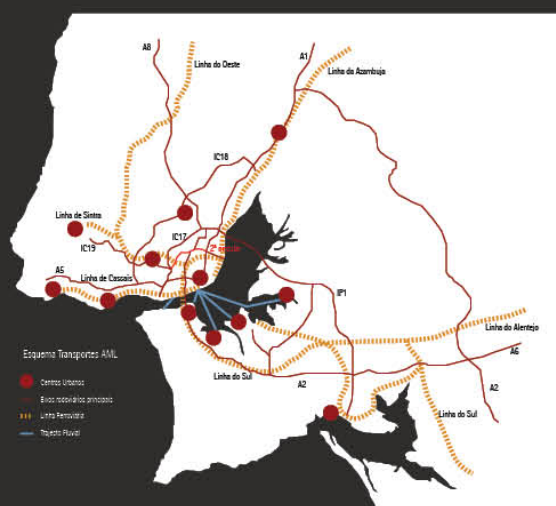 A8
Linha do Oeste
A1
Linha da Azambuja
IC18
Linha de Sintra
IC17
2ª circular
IC19
A5
Linha de Cascais
IP1
Linha do Alentejo
A6
Linha do Sul
A2
A2
Linha do Sul
Esquema Transportes AML
Centros Urbanos
Eixos rodoviários principais
Linha Ferroviária
Trajecto Fluvial